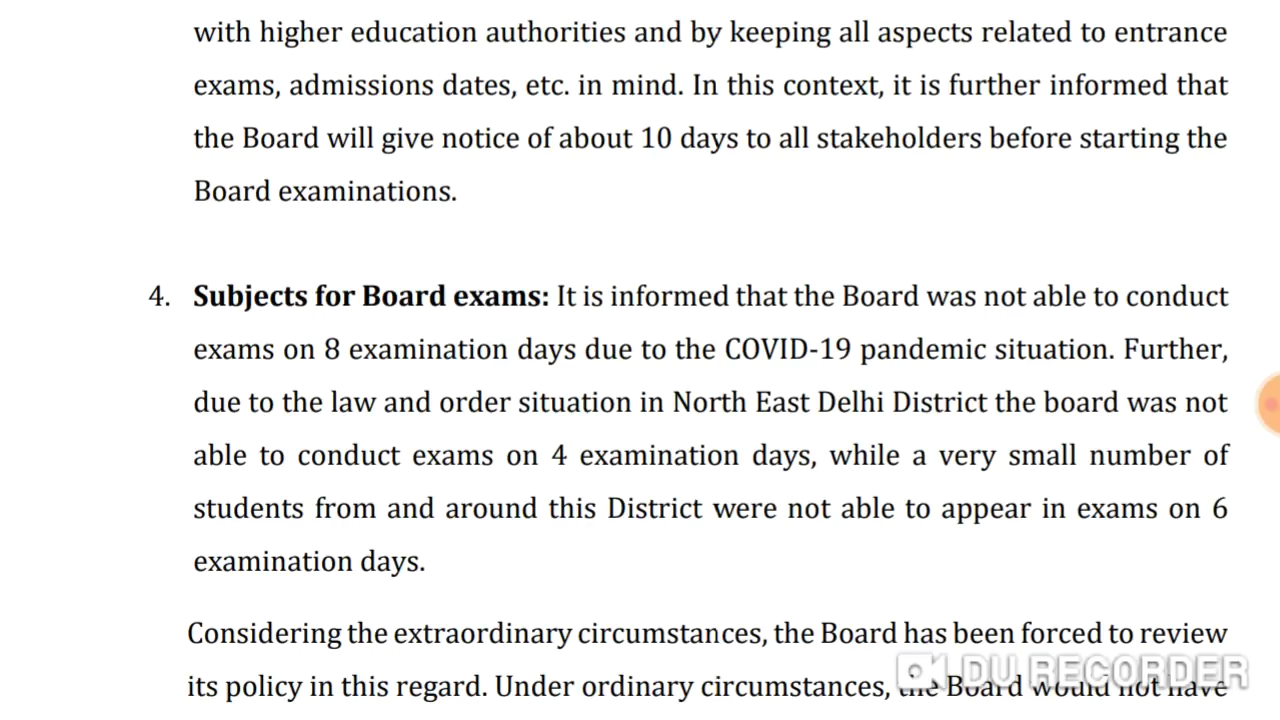 with higher education authorities and by keeping all aspects related to entrance
exams, admissions dates, etc. in mind. In this context, it is further informed that
the Board will give notice of about 10 days to all stakeholders before starting the
Board examinations.
4. Subjects for Board exams: It is informed that the Board was not able to conduct
exams on 8 examination days due to the COVID-19 pandemic situation. Further,
due to the law and order situation in North East Delhi District the board was not
able to conduct exams on 4 examination days, while a very small number of
students from and around this District were not able to appear in exams on 6
examination days.
Considering the extraordinary circumstances, the Board has been forced to review
its policy in this regard. Under ordinary circumstances, the Board would not have
DU RECORDER